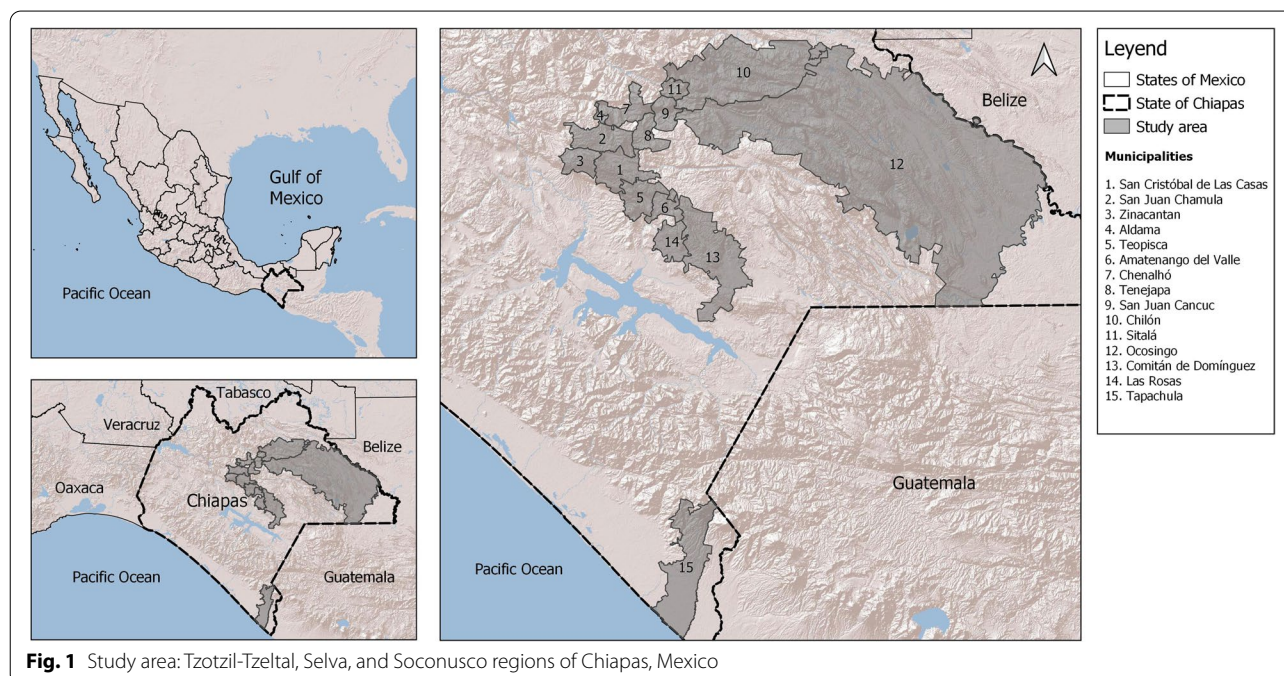 Gulf of
Mexico
Pacific Ocean
Tabasco
Veracruz
Belize
Oaxaca
Chiapas
Pacific Ocean
Guatemala
10
11
7
4
9
Belize
2
8
3
1
12
5
6
14
13
Guatemala
Pacific Ocean
15
Leyend
States of Mexico
State of Chiapas
Study area
Municipalities
1. San Cristóbal de Las Casas
2. San Juan Chamula
3. Zinacantan
4. Aldama
5. Teopisca
6. Amatenango del Valle
7. Chenalhó
8. Tenejapa
9. San Juan Cancuc
10. Chilón
11. Sitalá
12. Ocosingo
13. Comitán de Domínguez
14. Las Rosas
15. Tapachula
Fig. 1 Study area: Tzotzil-Tzeltal, Selva, and Soconusco regions of Chiapas, Mexico